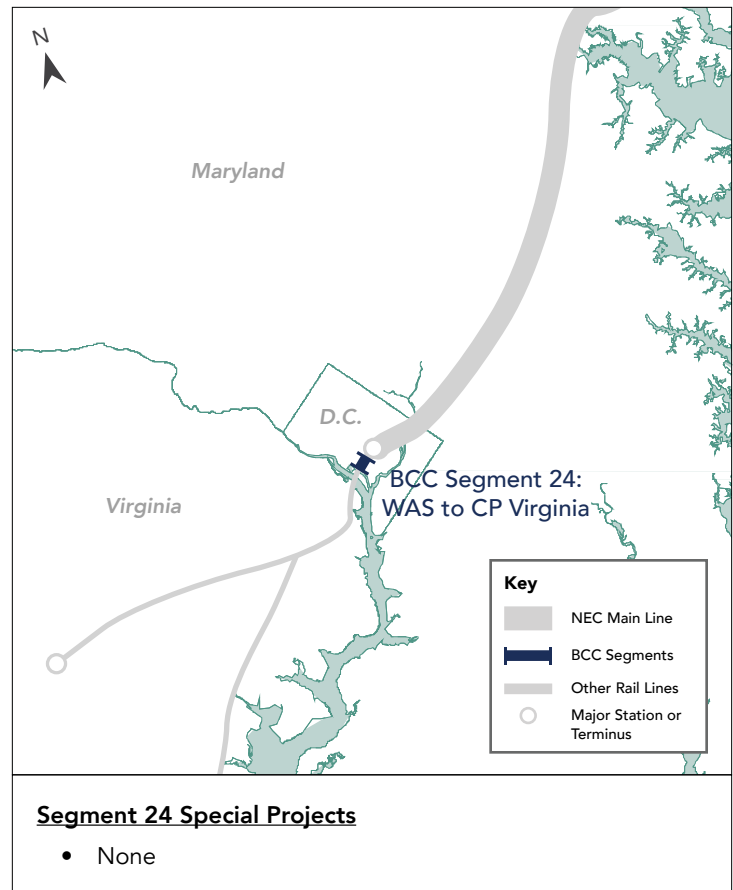 N
Maryland
D.C.
BCC Segment 24:
WAS to CP Virginia
Virginia
Key
NEC Main Line
BCC Segments
Other Rail Lines
Major Station or
Terminus
Segment 24 Special Projects
• None